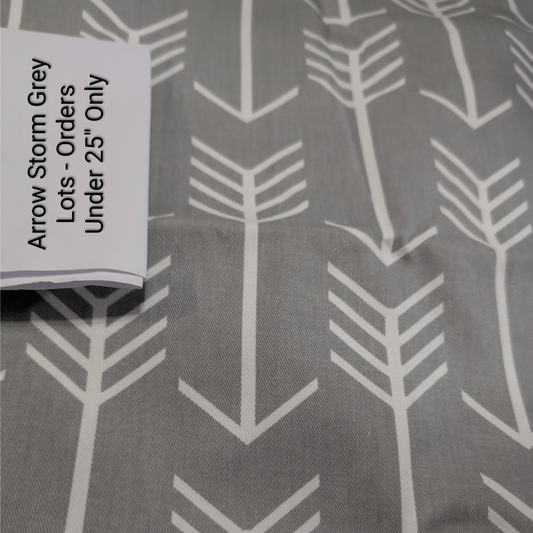 Arrow Storm Grey
Lots - Orders
Under 25" Only